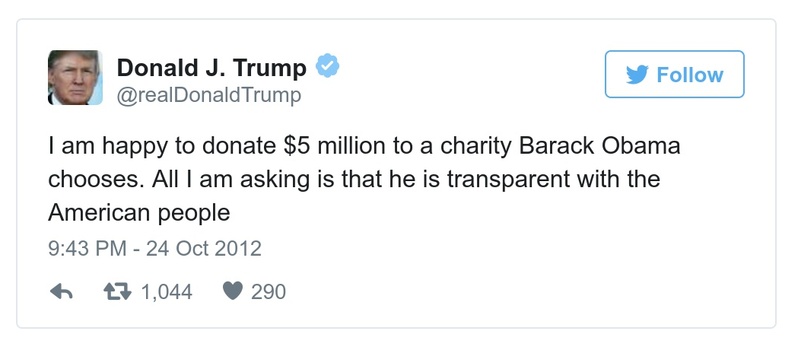 Donald J. Trump
@realDonaldTrump
Follow
I am happy to donate $5 million to a charity Barack Obama
chooses. All I am asking is that he is transparent with the
American people
9:43 PM - 24 Oct 2012
1,044 290